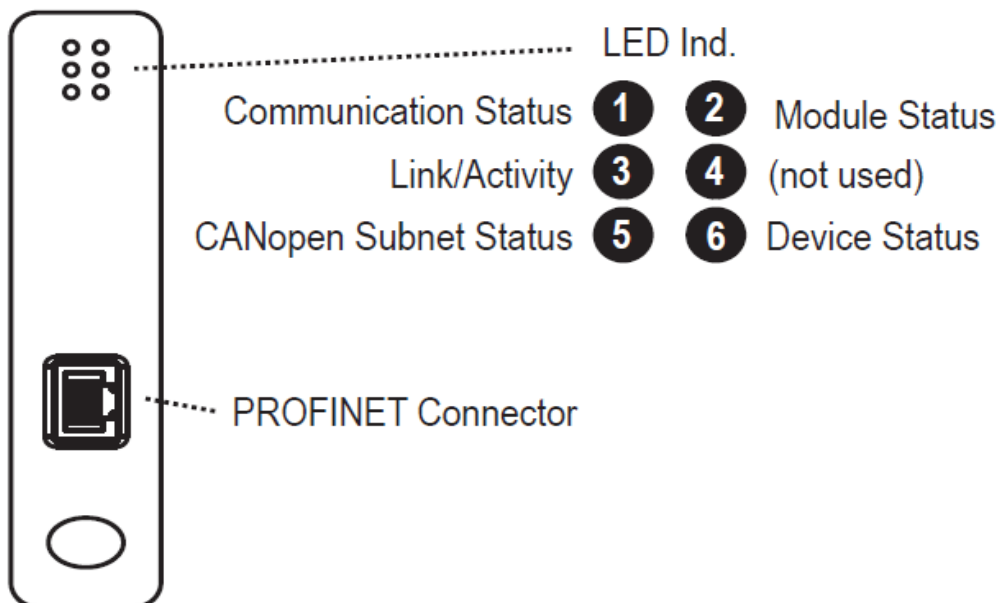 LED Ind.
Communication Status 1 2 Module Status
Link/Activity 3 4 (not used)
CANopen Subnet Status 5 6 Device Status
PROFINET Connector